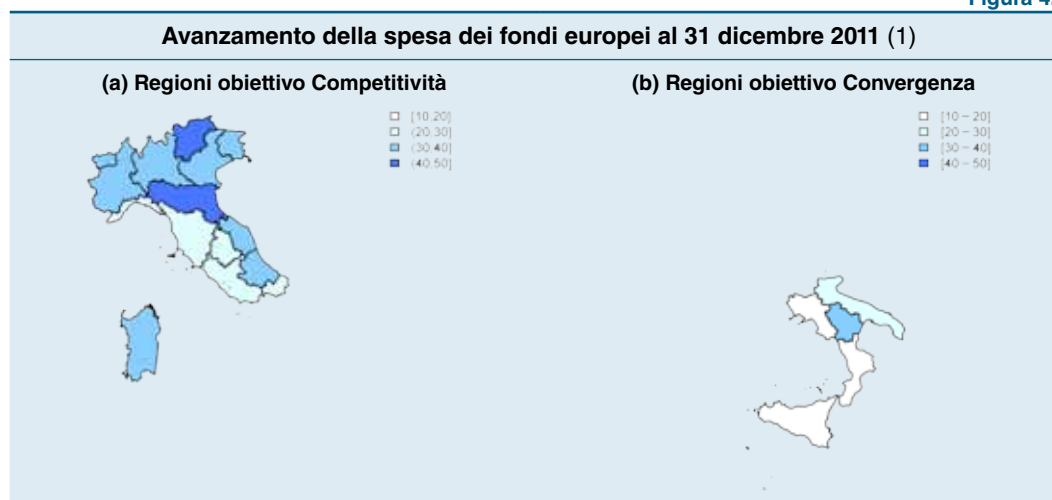 Figura 4.
Avanzamento della spesa dei fondi europei al 31 dicembre 2011 (1)
(a) Regioni obiettivo Competitività
[10,20]
(20,30]
(30,40]
(40,50]
(b) Regioni obiettivo Convergenza
[10 – 20]
[20 – 30]
[30 – 40]
[40 – 50]